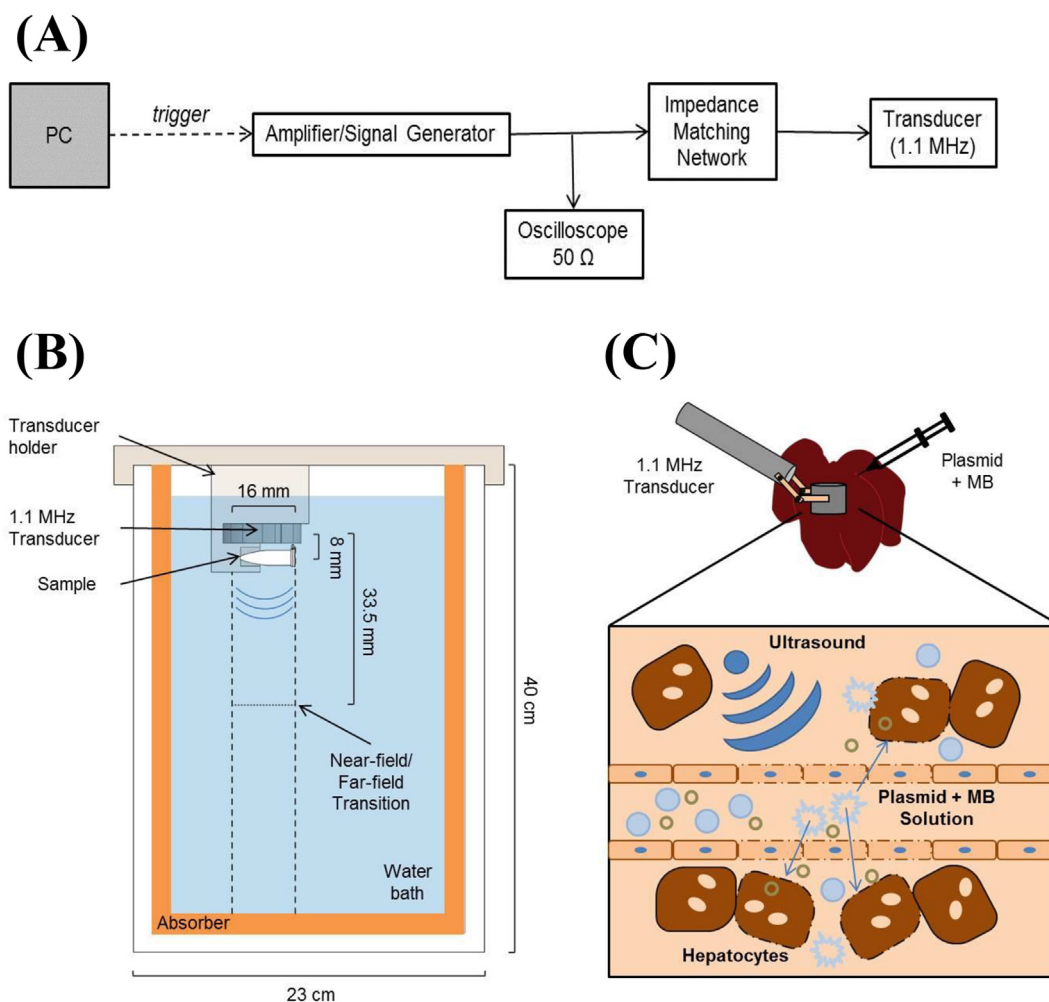 (A)
PC
trigger
Amplifier/Signal Generator
Impedance
Matching
Network
Transducer
(1.1 MHz)
Oscilloscope
50 Ω
(B)
Transducer
holder
16 mm
1.1 MHz
Transducer
8 mm
Sample
33.5 mm
40 cm
Near-field/
Far-field
Transition
Water
bath
Absorber
23 cm
(C)
1.1 MHz
Transducer
Plasmid
+ MB
Ultrasound
Plasmid + MB
Solution
Hepatocytes